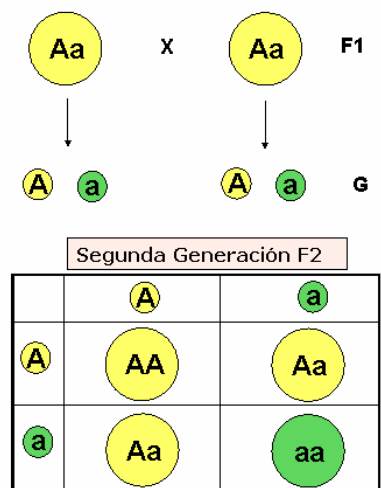 Aa X Aa F1
A a A a G
Segunda Generación F2
A a
A AA Aa
a Aa aa